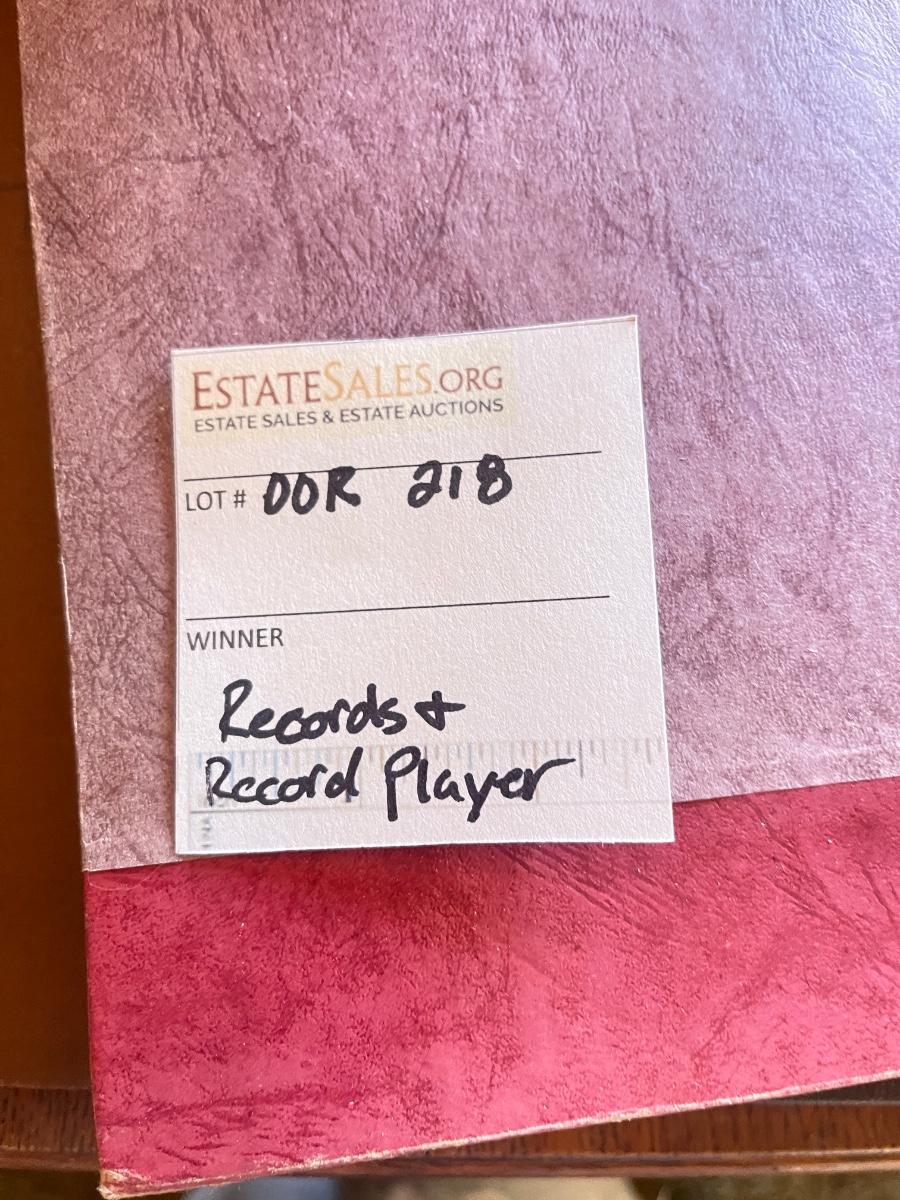 ESTATESALES.ORG
ESTATE SALES & ESTATE AUCTIONS
LOT # DOR 218
WINNER
Records +
Record Player